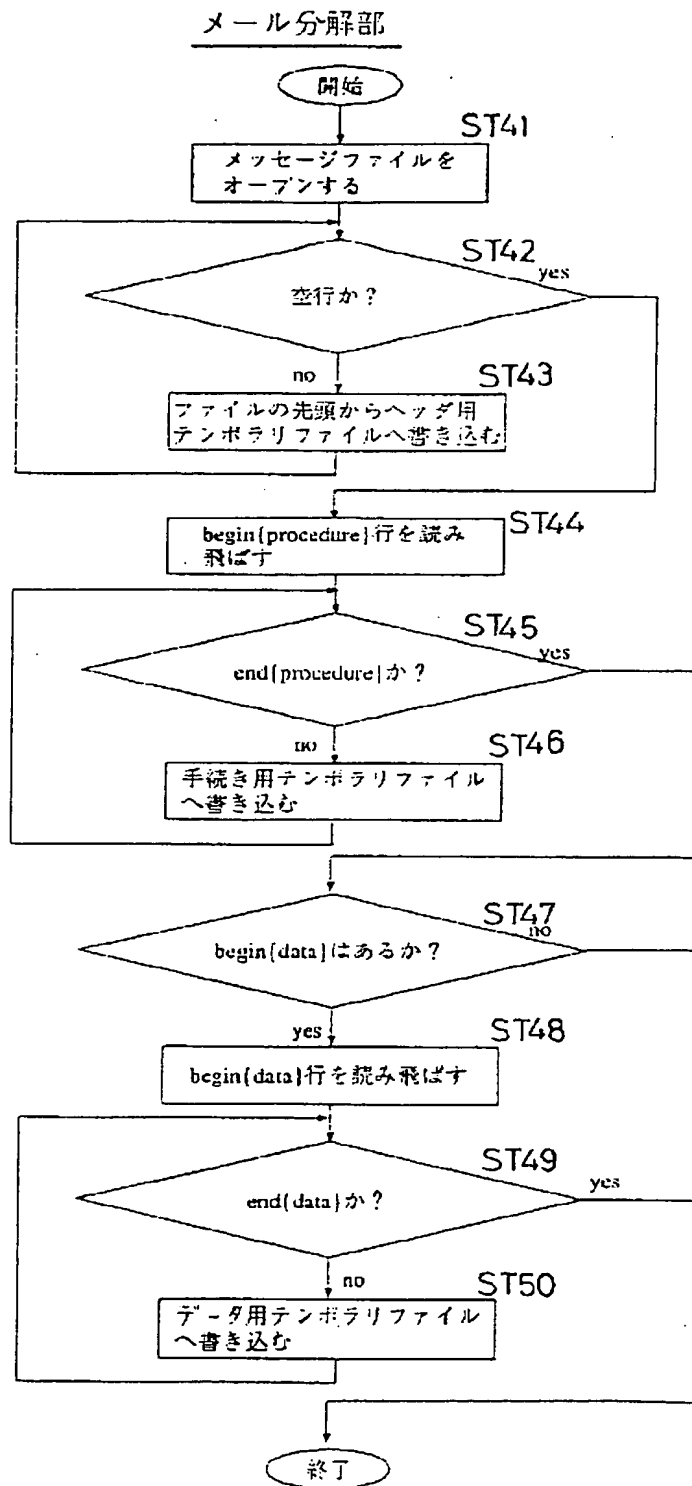 メール分解部
開始
ST41
メッセージファイルを
オープンする
ST42
yes
空行か?
no
ST43
ファイルの先頭からヘッダ用
テンポラリファイルへ書き込む
ST44
begin{procedure}行を読み
飛ばす
ST45
yes
end{procedure}か?
no
ST46
手続き用テンポラリファイル
へ書き込む
ST47
no
begin{data}はあるか?
yes
ST48
begin{data}行を読み飛ばす
ST49
yes
end{data}か?
no
ST50
データ用テンポラリファイル
へ書き込む
終了